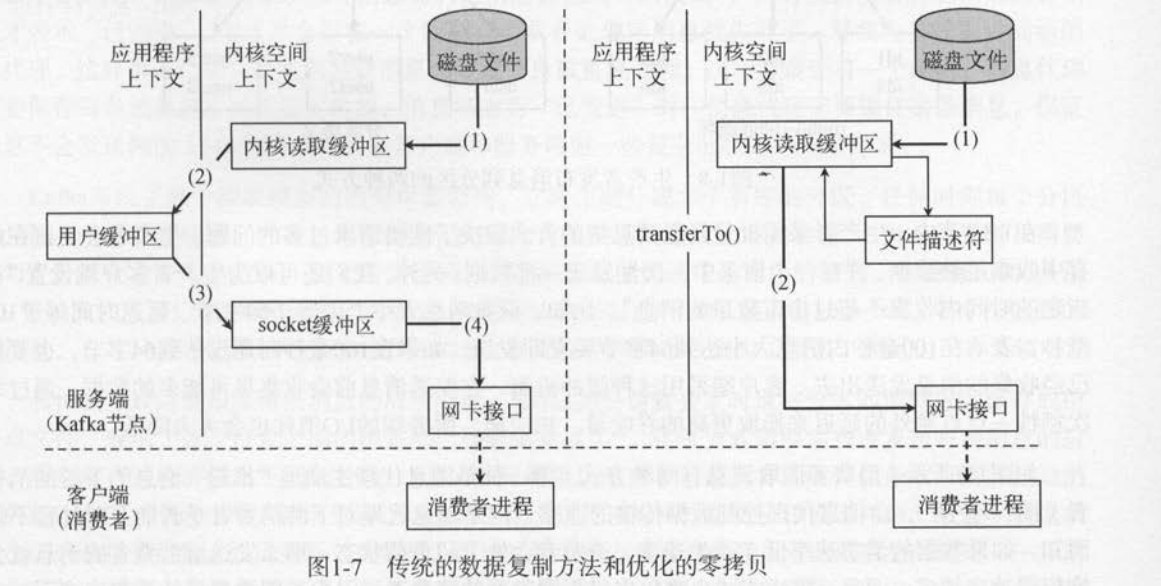 应用程序
上下文
内核空间
上下文
磁盘文件
应用程序
上下文
内核空间
上下文
磁盘文件
内核读取缓冲区
(1)
内核读取缓冲区
(1)
(2)
用户缓冲区
transferTo()
文件描述符
(3)
(2)
socket缓冲区
(4)
服务端
(Kafka节点)
网卡接口
网卡接口
客户端
(消费者)
消费者进程
消费者进程
图1-7 传统的数据复制方法和优化的零拷贝